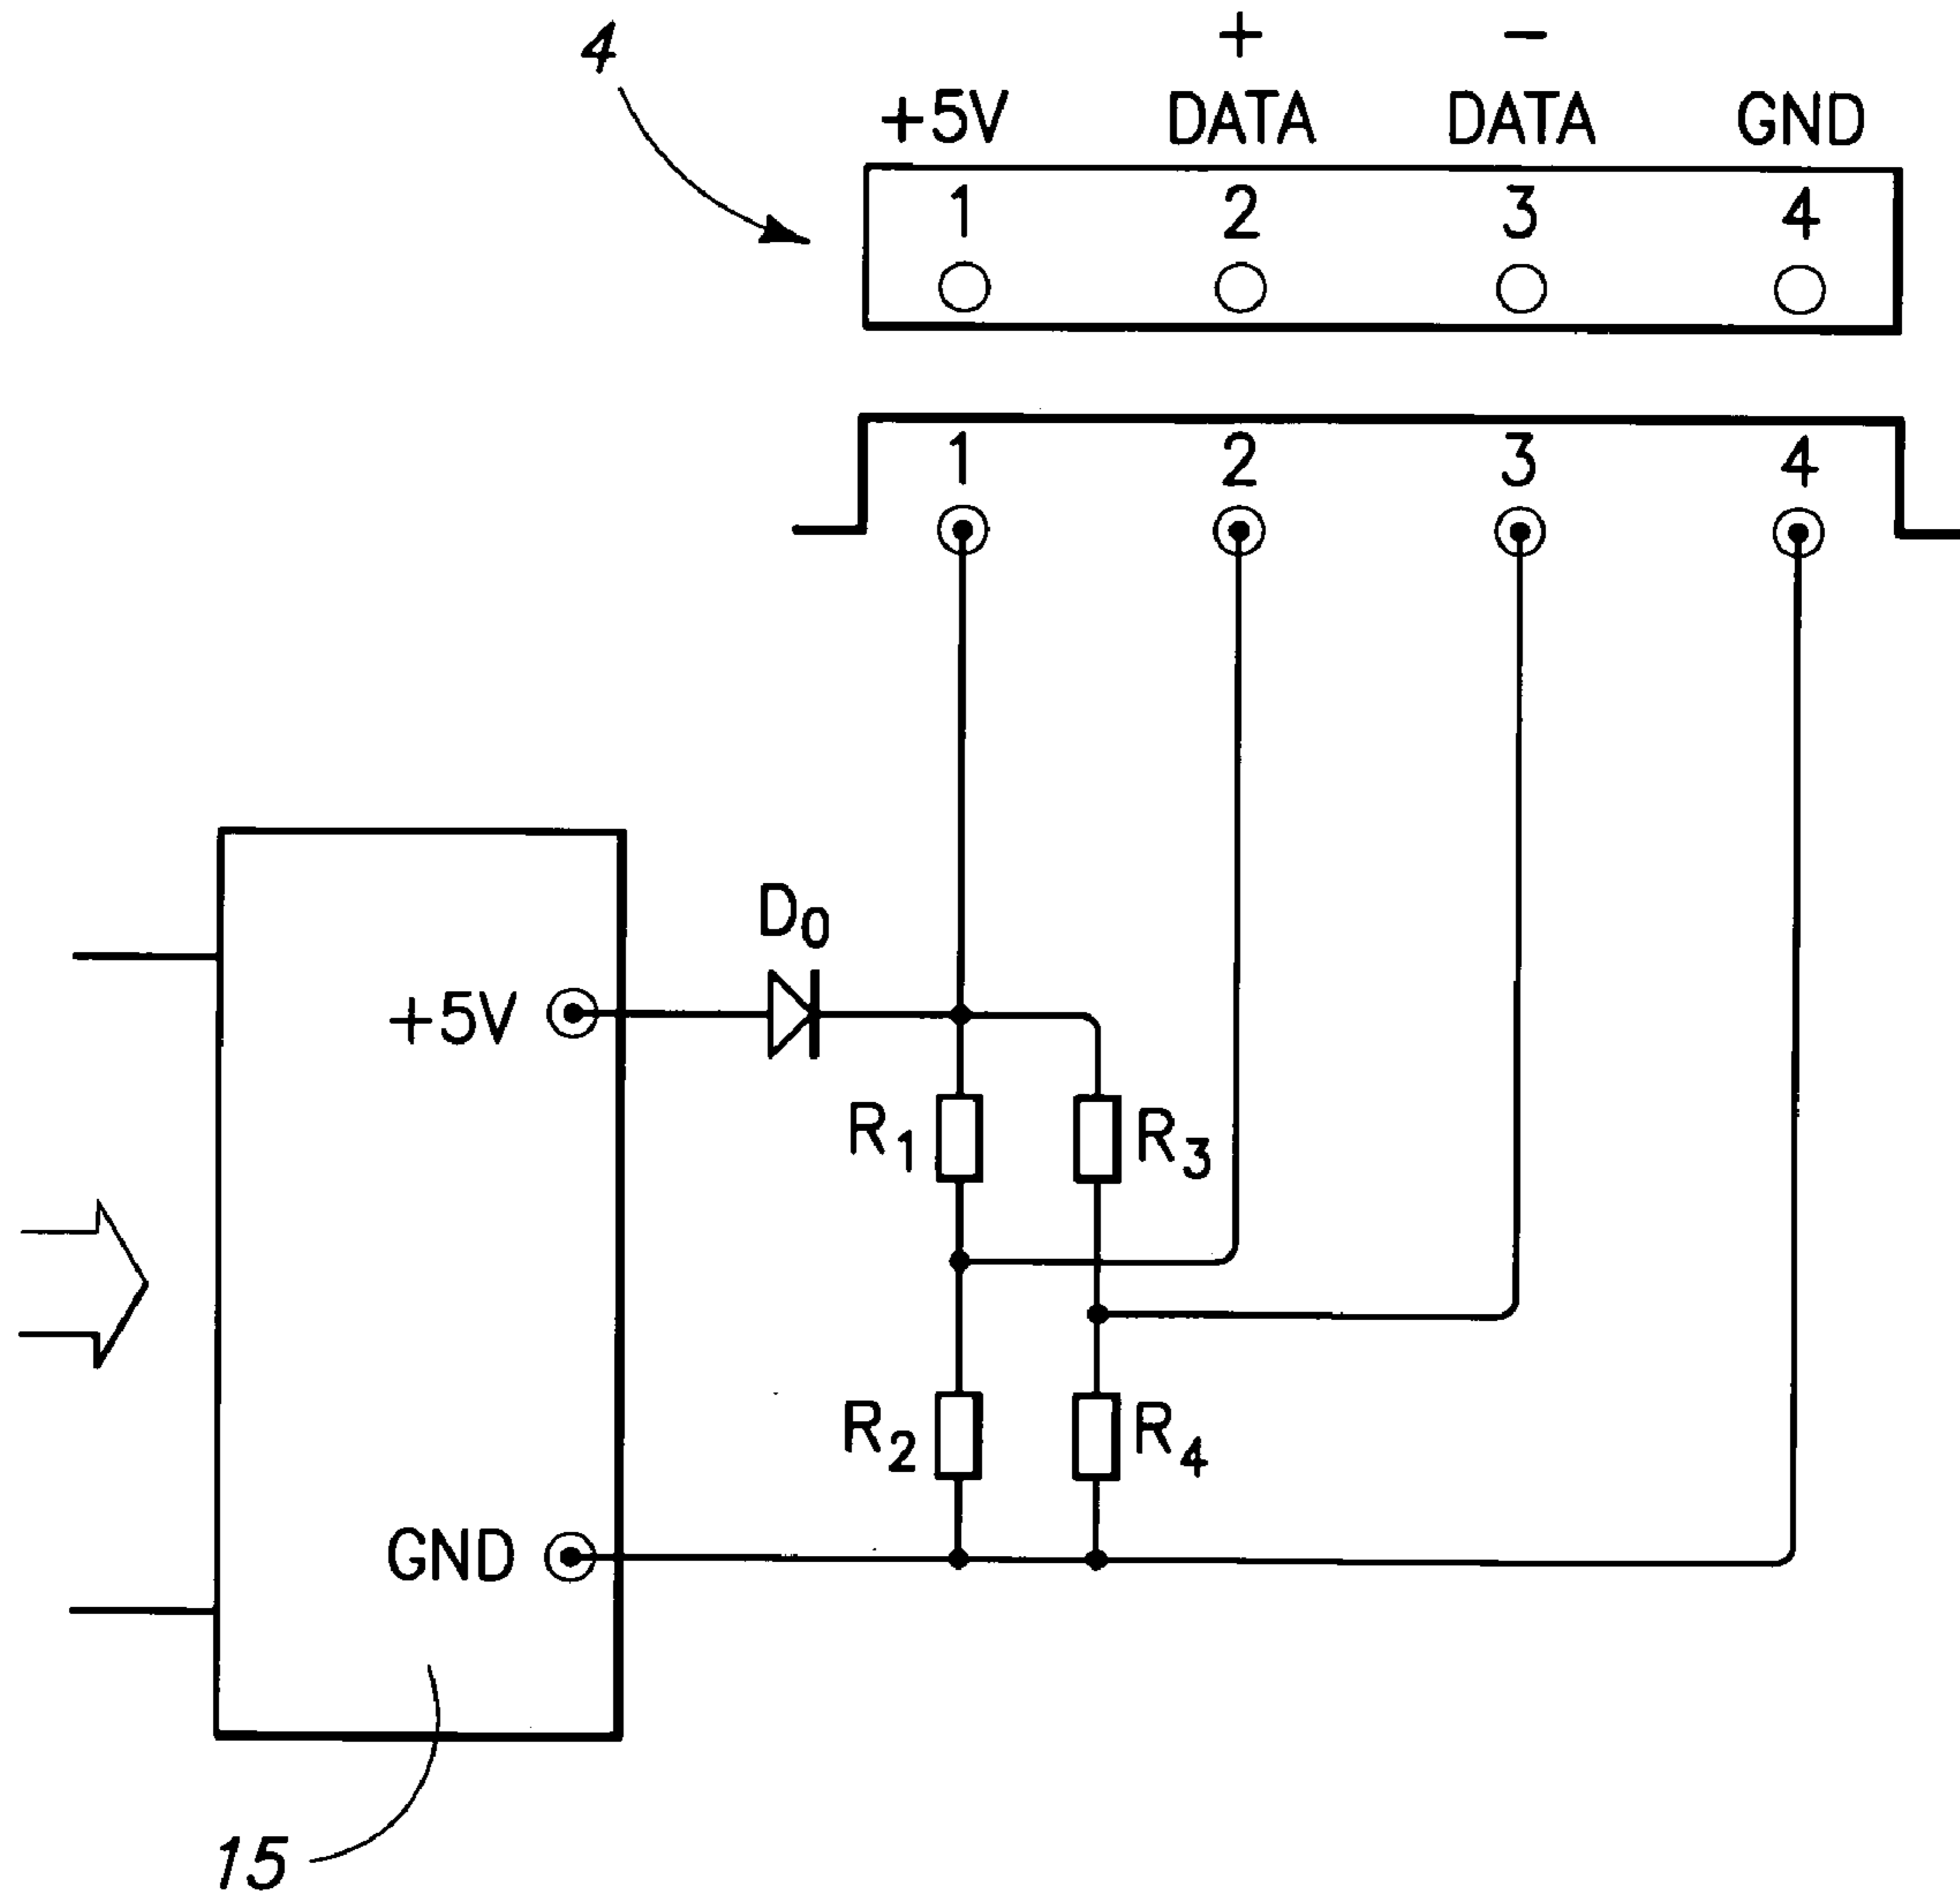 4
+ −
+5V DATA DATA GND
1 2 3 4
1 2 3 4
D0
+5V
R1 R3
R2 R4
GND
15